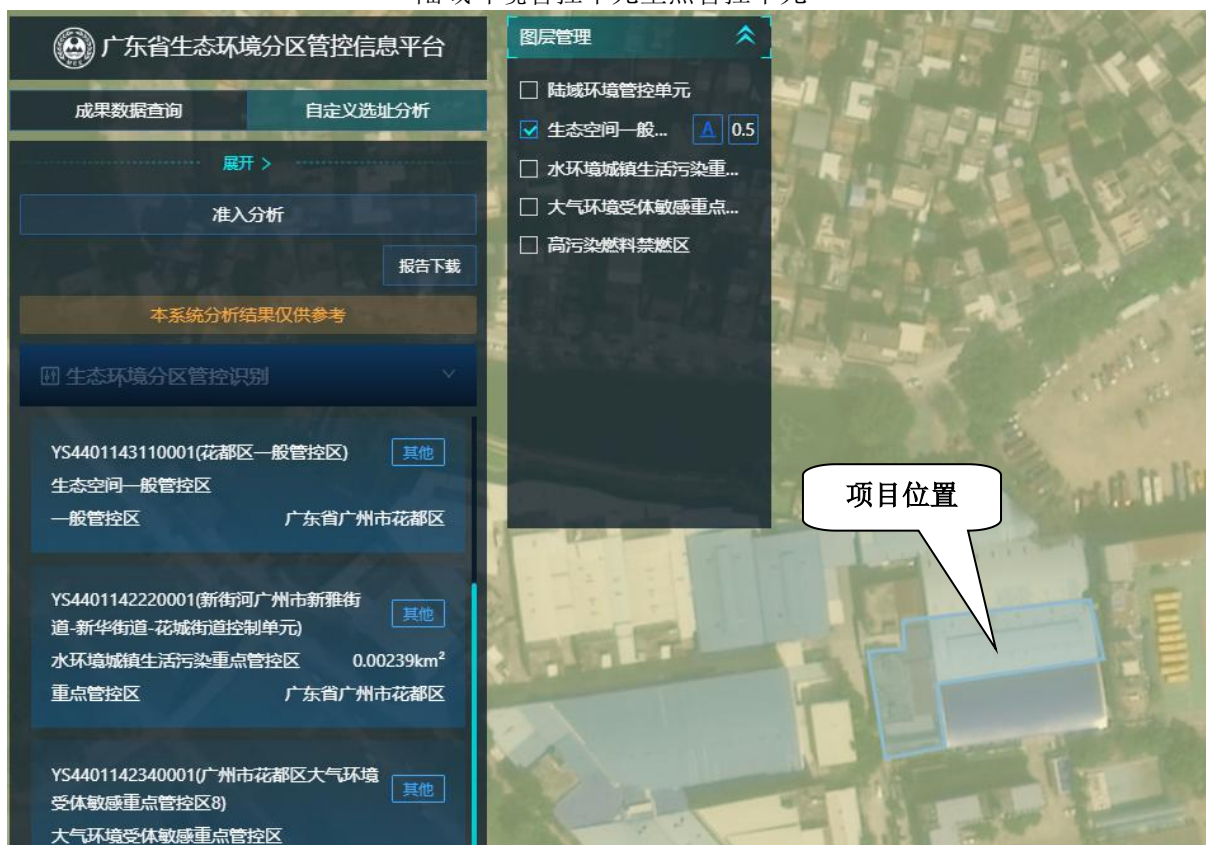 广东省生态环境分区管控信息平台
成果数据查询
自定义选址分析
展开 >
准入分析
报告下载
本系统分析结果仅供参考
生态环境分区管控识别
YS4401143110001(花都区一般管控区)
其他
生态空间一般管控区
一般管控区
广东省广州市花都区
YS4401142220001(新街河广州市新雅街
道-新华街道-花城街道控制单元)
其他
水环境城镇生活污染重点管控区
0.00239km²
重点管控区
广东省广州市花都区
YS4401142340001(广州市花都区大气环境
受体敏感重点管控区8)
其他
大气环境受体敏感重点管控区
图层管理
陆域环境管控单元
生态空间一般...
A
0.5
水环境城镇生活污染重...
大气环境受体敏感重点...
高污染燃料禁燃区
项目位置